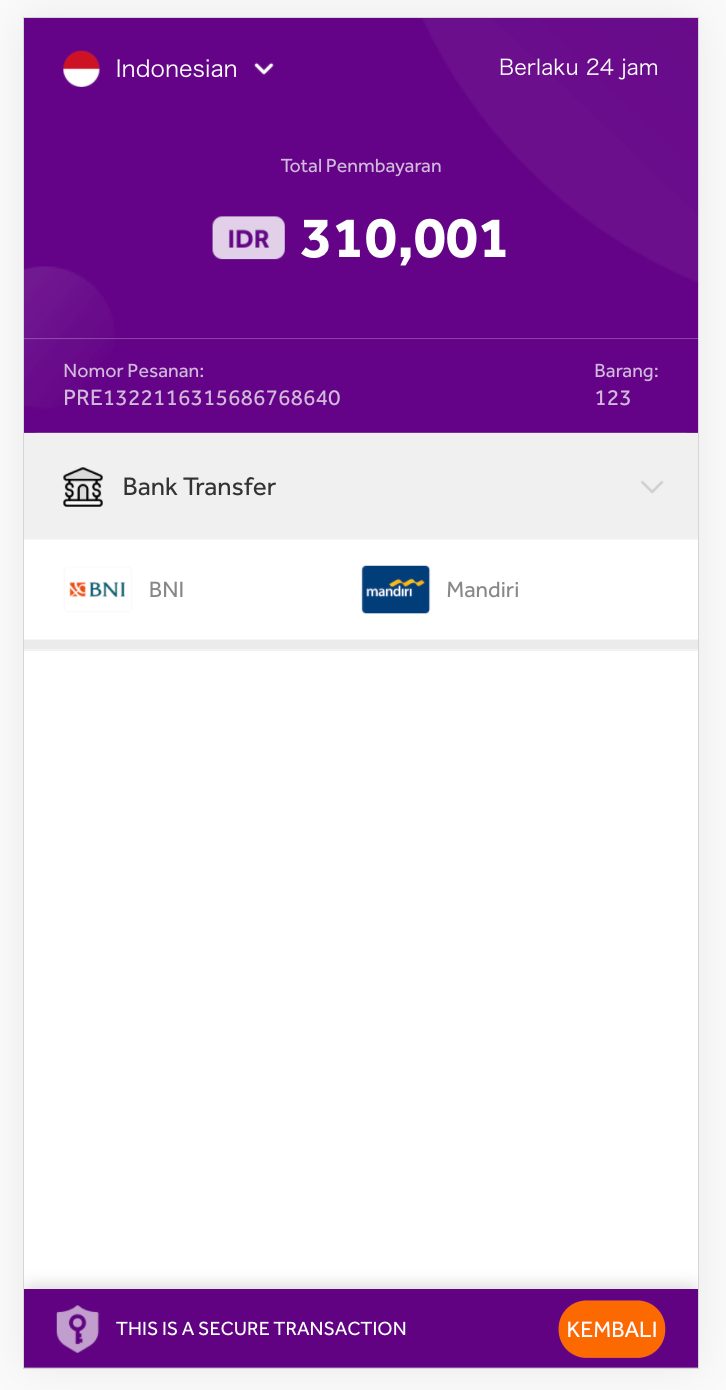 Indonesian
Berlaku 24 jam
Total Penmbayaran
IDR 310,001
Nomor Pesanan:
Barang:
PRE1322116315686768640
123
Bank Transfer
BNI BNI
mandiri Mandiri
THIS IS A SECURE TRANSACTION
KEMBALI